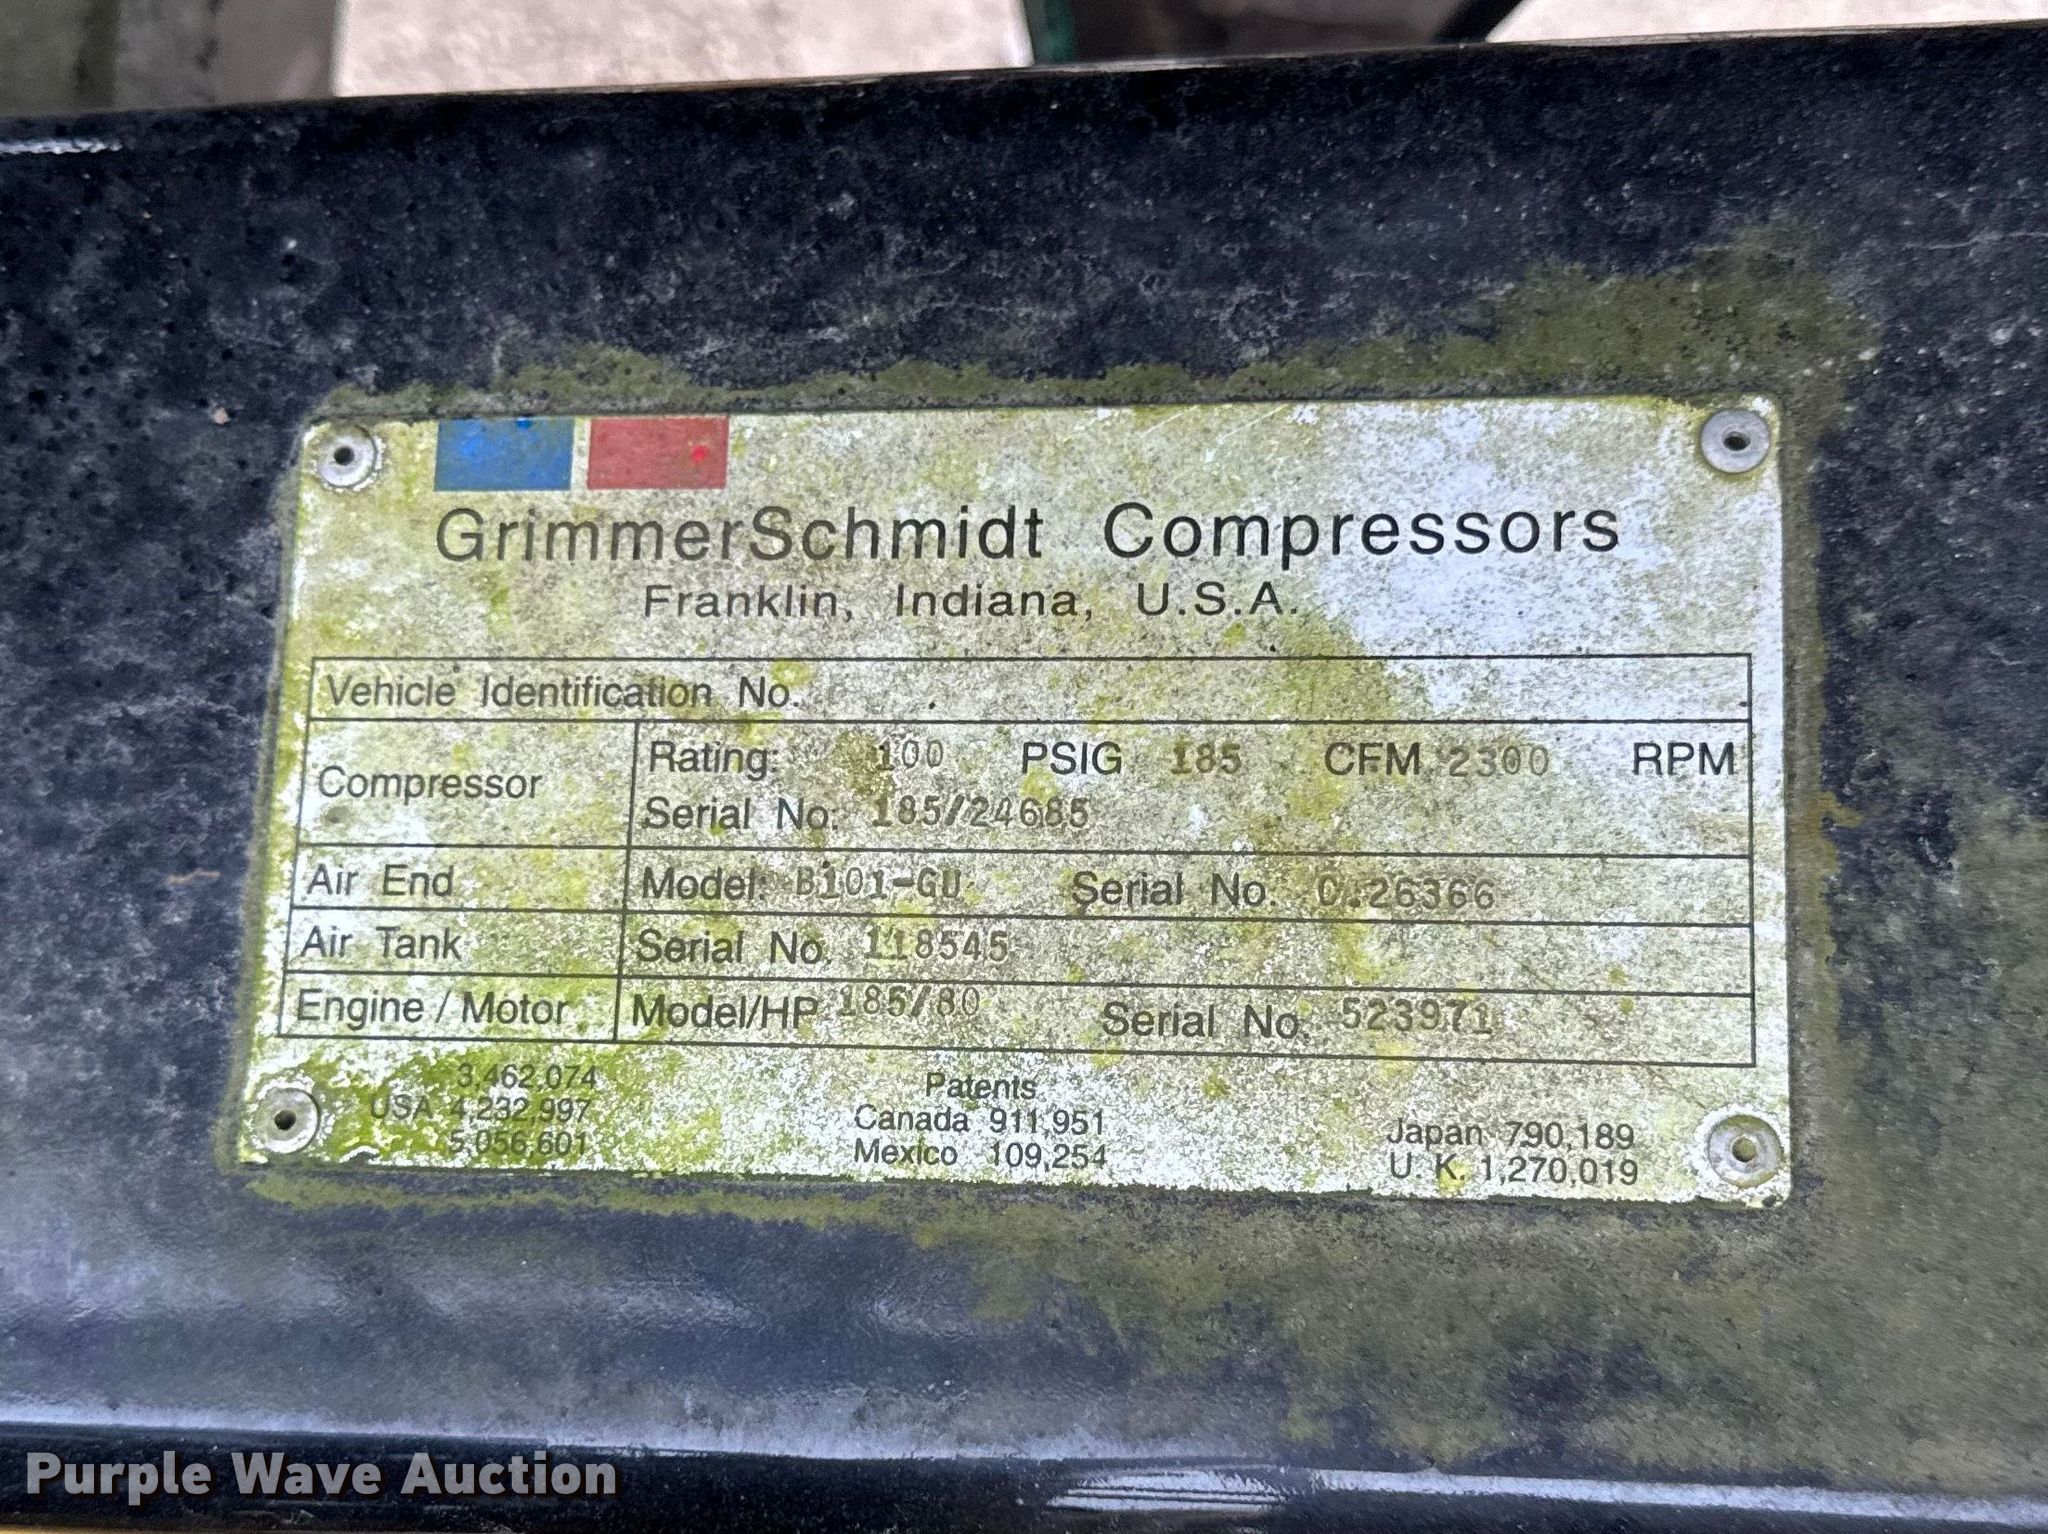 GrimmerSchmidt Compressors
Franklin, Indiana, U.S.A.
Vehicle Identification No.
Compressor
Rating: 100 PSIG 185 CFM 2300 RPM
Serial No. 185/24685
Air End Model: B101-GU Serial No. 26366
Air Tank Serial No. 118545
Engine / Motor Model/HP 185/80 Serial No. 523971
3,462,074
USA 4,232,997
5,056,601
Patents
Canada 911,951
Mexico 109,254
Japan 790,189
U. K. 1,270,019
Purple Wave Auction